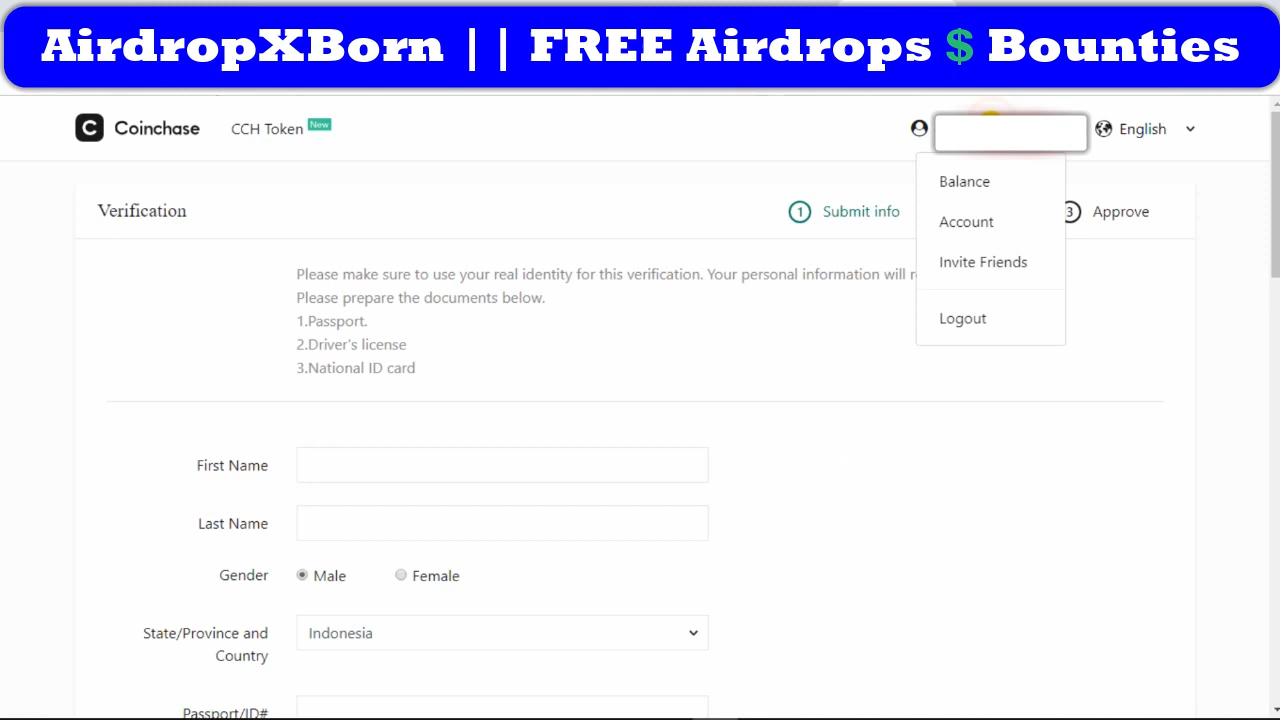 AirdropXBorn || FREE Airdrops $ Bounties
Coinchase
CCH Token New
English
Balance
Account
Invite Friends
Logout
Verification
1 Submit info
3 Approve
Please make sure to use your real identity for this verification. Your personal information will
Please prepare the documents below.
1.Passport.
2.Driver's license
3.National ID card
First Name
Last Name
Gender
Male
Female
State/Province and
Country
Indonesia
Passport/ID#